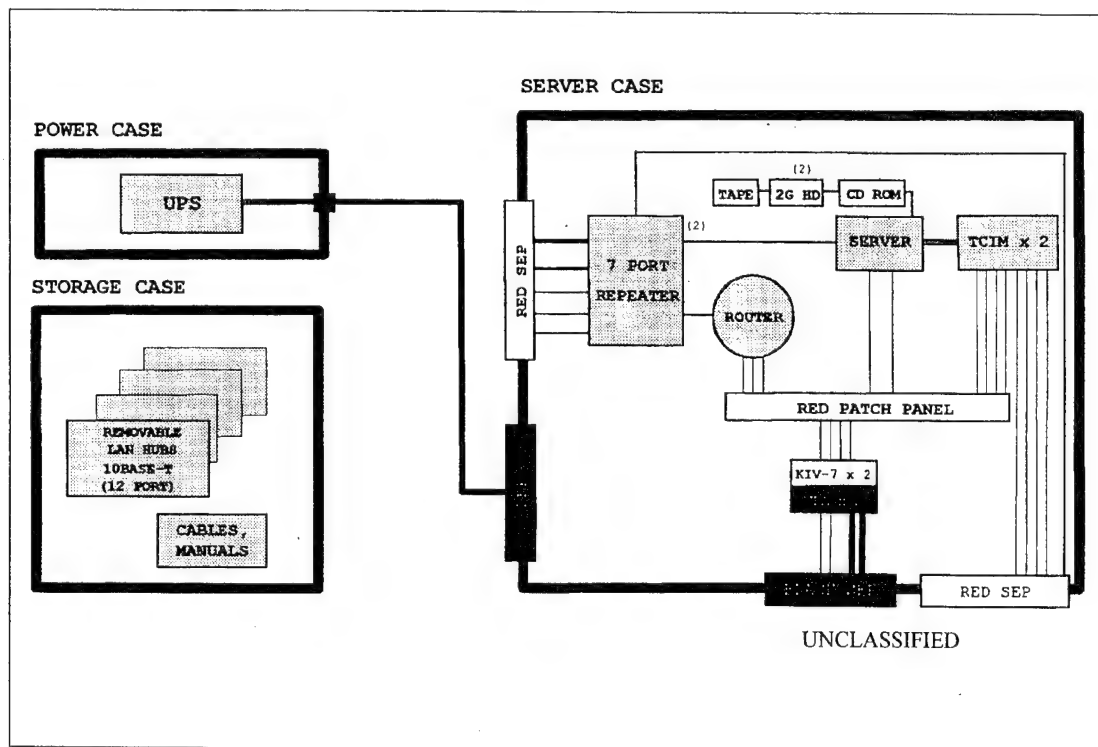 SERVER CASE
POWER CASE
UPS
STORAGE CASE
REMOVABLE
LAN HUBS
10BASE-T
(12 PORT)
CABLES,
MANUALS
RED SEP
7 PORT
REPEATER
(2)
(2)
TAPE
2G HD
CD ROM
SERVER
TCIM x 2
ROUTER
RED PATCH PANEL
KIV-7 x 2
RED SEP
UNCLASSIFIED